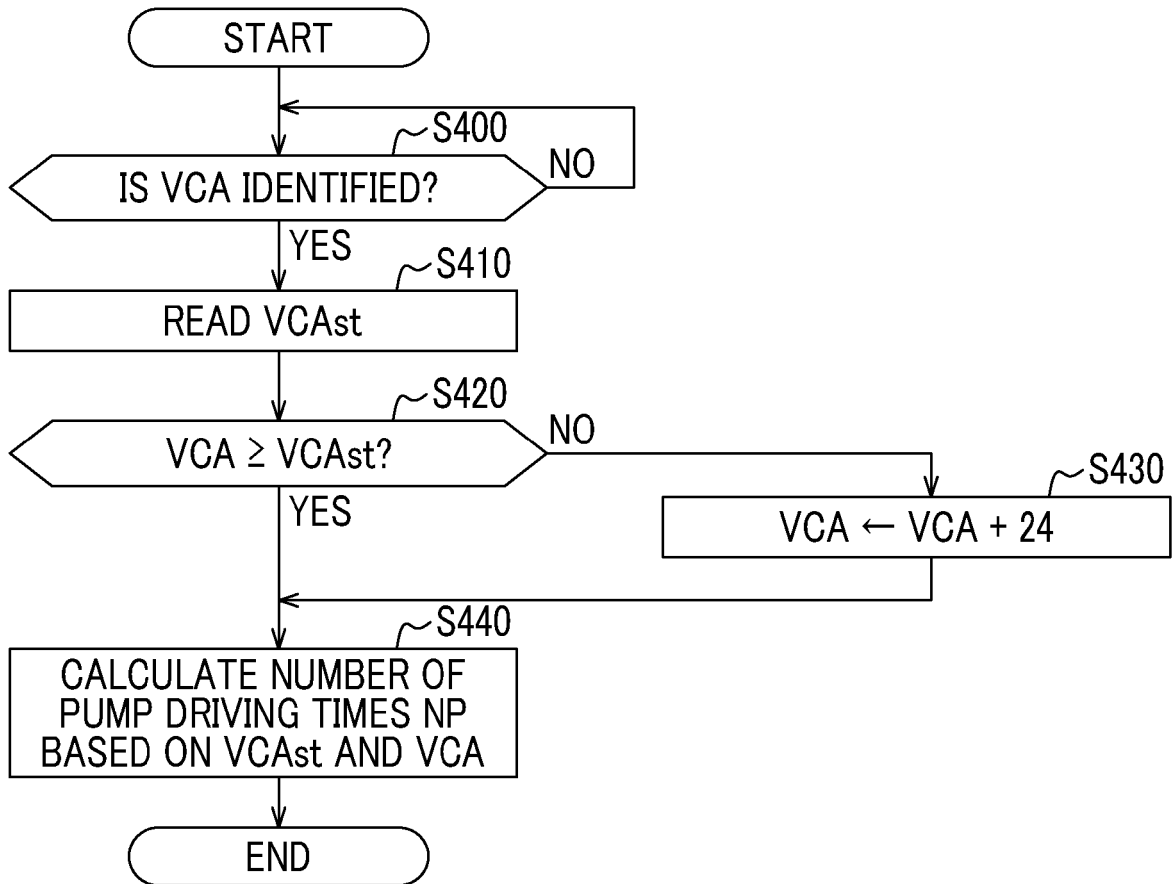 START
S400
IS VCA IDENTIFIED?
NO
YES
S410
READ VCAst
S420
VCA ≧ VCAst?
NO
YES
S430
VCA ← VCA + 24
S440
CALCULATE NUMBER OF
PUMP DRIVING TIMES NP
BASED ON VCAst AND VCA
END